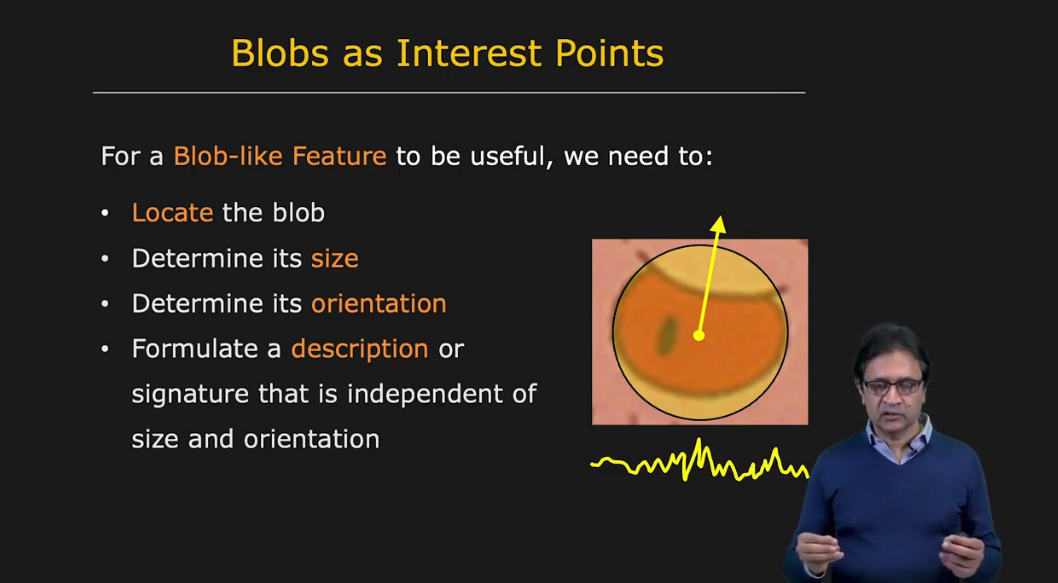 Blobs as Interest Points
For a Blob-like Feature to be useful, we need to:
• Locate the blob
• Determine its size
• Determine its orientation
• Formulate a description or
signature that is independent of
size and orientation